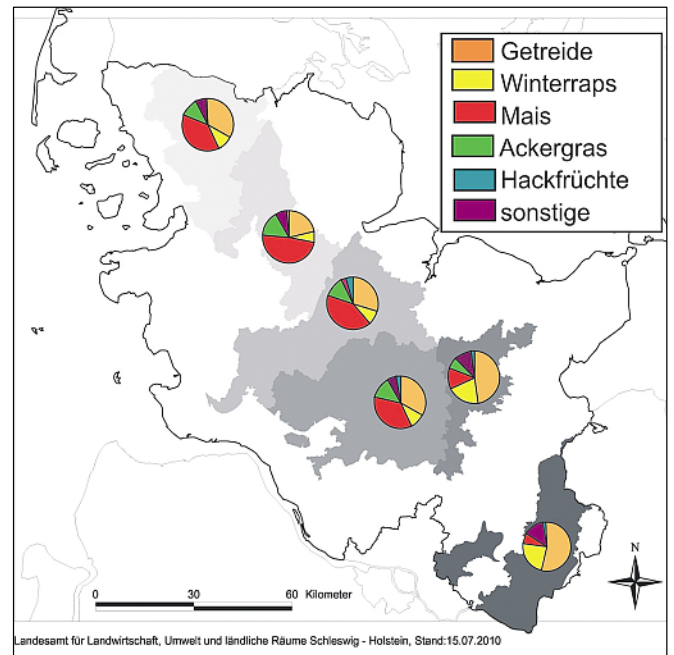 Getreide
Winterraps
Mais
Ackergras
Hackfrüchte
sonstige
N
0 30 60 Kilometer
Landesamt für Landwirtschaft, Umwelt und ländliche Räume Schleswig - Holstein, Stand:15.07.2010